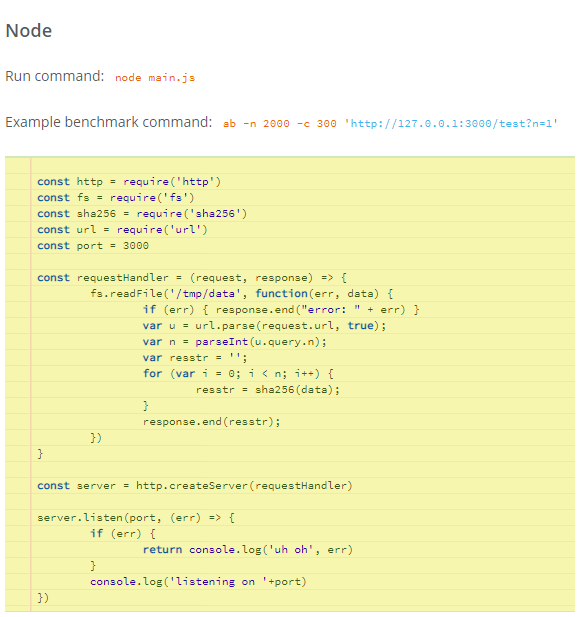 Node
Run command: node main.js
Example benchmark command: ab -n 2000 -c 300 'http://127.0.0.1:3000/test?n=1'
const http = require('http')
const fs = require('fs')
const sha256 = require('sha256')
const url = require('url')
const port = 3000
const requestHandler = (request, response) => {
fs.readFile('/tmp/data', function(err, data) {
if (err) { response.end("error: " + err) }
var u = url.parse(request.url, true);
var n = parseInt(u.query.n);
var resstr = '';
for (var i = 0; i < n; i++) {
resstr = sha256(data);
}
response.end(resstr);
})
}
const server = http.createServer(requestHandler)
server.listen(port, (err) => {
if (err) {
return console.log('uh oh', err)
}
console.log('listening on '+port)
})